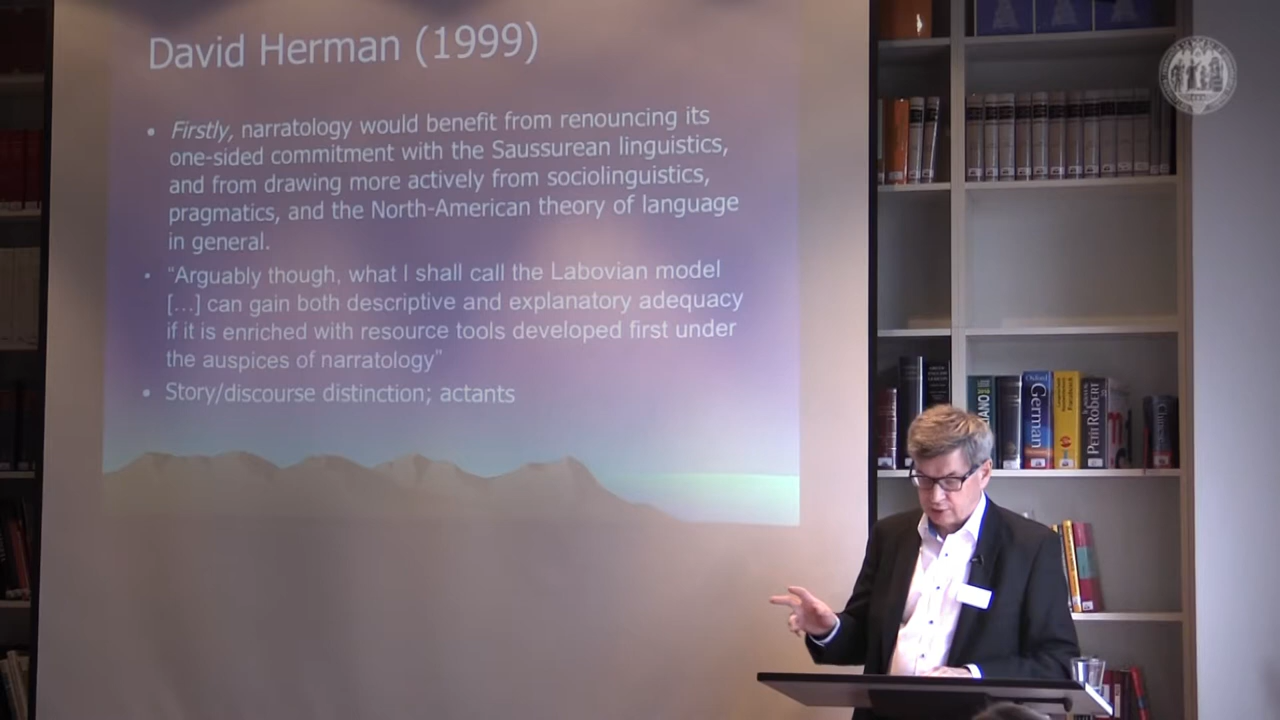 David Herman (1999)
• Firstly, narratology would benefit from renouncing its
one-sided commitment with the Saussurean linguistics,
and from drawing more actively from sociolinguistics,
pragmatics, and the North-American theory of language
in general.
• “Arguably though, what I shall call the Labovian model
[…] can gain both descriptive and explanatory adequacy
if it is enriched with resource tools developed first under
the auspices of narratology”
• Story/discourse distinction; actants
Oxford
German
PETIT ROBERT